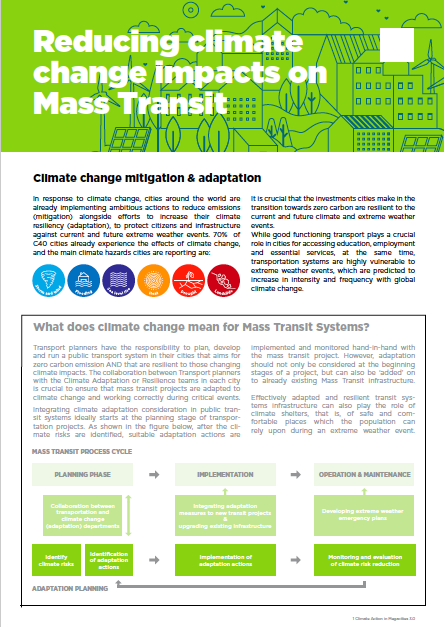 Reducing climate
change impacts on
Mass Transit
Climate change mitigation & adaptation
In response to climate change, cities around the world are
already implementing ambitious actions to reduce emissions
(mitigation) alongside efforts to increase their climate
resiliency (adaptation), to protect citizens and infrastructure
against current and future extreme weather events. 70% of
C40 cities already experience the effects of climate change,
and the main climate hazards cities are reporting are:
It is crucial that the investments cities make in the
transition towards zero carbon are resilient to the
current and future climate and extreme weather
events.
While good functioning transport plays a crucial
role in cities for accessing education, employment
and essential services, at the same time,
transportation systems are highly vulnerable to
extreme weather events, which are predicted to
increase in intensity and frequency with global
climate change.
Flooding
Heat
Drought
Landslide
What does climate change mean for Mass Transit Systems?
Transport planners have the responsibility to plan, develop
and run a public transport system in their cities that aims for
zero carbon emission AND that are resilient to those changing
climate impacts. The collaboration between Transport planners
with the Climate Adaptation or Resilience teams in each city
is crucial to ensure that mass transit projects are adapted to
climate change and working correctly during critical events.
Integrating climate adaptation consideration in public tran-
sit systems ideally starts at the planning stage of transpor-
tation projects. As shown in the figure below, after the cli-
mate risks are identified, suitable adaptation actions are
implemented and monitored hand-in-hand with
the mass transit project. However, adaptation
should not only be considered at the beginning
stages of a project, but can also be 'added' on
to already existing Mass Transit infrastructure.
Effectively adapted and resilient transit sys-
tems infrastructure can also play the role of
climate shelters, that is, of safe and com-
fortable places which the population can
rely upon during an extreme weather event.
MASS TRANSIT PROCESS CYCLE
PLANNING PHASE
IMPLEMENTATION
OPERATION & MAINTENANCE
Collaboration between
transportation and
climate change
(adaptation) departments
Integrating adaptation
measures to new transit projects
&
upgrading existing infrastructure
Developing extreme weather
emergency plans
Identify
climate risks
Identification
of adaptation
actions
Implementation of
adaptation actions
Monitoring and evaluation
of climate risk reduction
ADAPTATION PLANNING